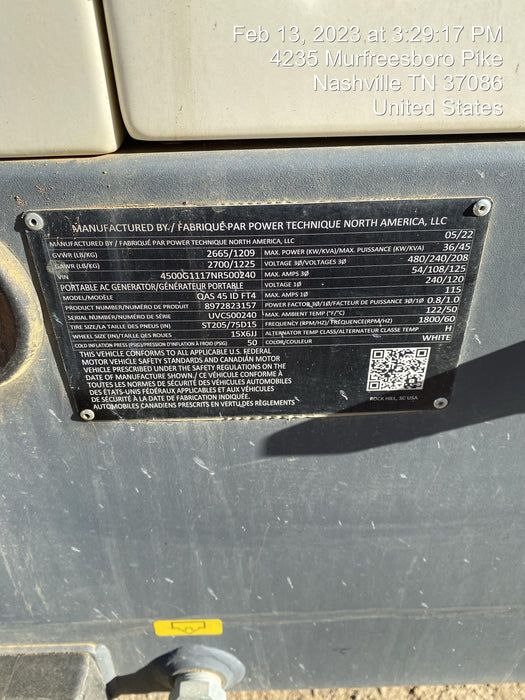 Feb 13, 2023 at 3:29:17 PM
4235 Murfreesboro Pike
Nashville TN 37086
United States
MANUFACTURED BY / FABRIQUÉ PAR POWER TECHNIQUE NORTH AMERICA, LLC
MANUFACTURED BY / FABRIQUÉ PAR POWER TECHNIQUE NORTH AMERICA, LLC 05/22
GVWR (LB/KG) 2665/1209 MAX. POWER (KW/KVA)/MAX. PUISSANCE (KW/KVA) 36/45
GAWR (LB/KG) 2700/1225 VOLTAGE 3Ø/VOLTAGES 3Ø 480/240/208
VIN 4500G1117NR500240 MAX. AMPS 3Ø 54/108/125
PORTABLE AC GENERATOR/GÉNÉRATEUR PORTABLE VOLTAGE 1Ø 240/120
MODEL/MODÉLE QAS 45 ID FT4 MAX. AMPS 1Ø 115
PRODUCT NUMBER/NUMÉRO DE PRODUIT 8972823157 POWER FACTOR 3Ø/1Ø/FACTEUR DE PUISSANCE 3Ø/1Ø 0.8/1.0
SERIAL NUMBER/NUMÉRO DE SÉRIE UVC500240 MAX. AMBIENT TEMP (°F/°C) 122/50
TIRE SIZE/LA TAILLE DES PNEUS (IN) ST205/75D15 FREQUENCY (RPM/HZ)/ FRÉQUENCE(RPM/HZ) 1800/60
WHEEL SIZE (IN)/TAILLE DES ROUES 15X6JJ ALTERNATOR TEMP CLASS/ALTERNATEUR CLASSE TEMP H
COLD INFLATION PRESS (PSI)/PRESSION D'INFLATION A FROID (PSI) 50 COLOR/COULEUR WHITE
THIS VEHICLE CONFORMS TO ALL APPLICABLE U.S. FEDERAL
MOTOR VEHICLE SAFETY STANDARDS AND CANADIAN MOTOR
VEHICLE PRESCRIBED UNDER THE SAFETY REGULATIONS ON THE
DATE OF MANUFACTURE SHOWN. / CE VÉHICULE CONFORME À
TOUTES LES NORMES DE SÉCURITÉ DES VÉHICULES AUTOMOBILES
DES ÉTATS-UNIS FÉDÉRAUX APPLICABLES ET AUX VÉHICULES
DE SÉCURITÉ À LA DATE DE FABRICATION INDIQUÉE.
AUTOMOBILES CANADIENS PRESCRITS EN VERTU DES RÈGLEMENTS
ROCK HILL, SC USA